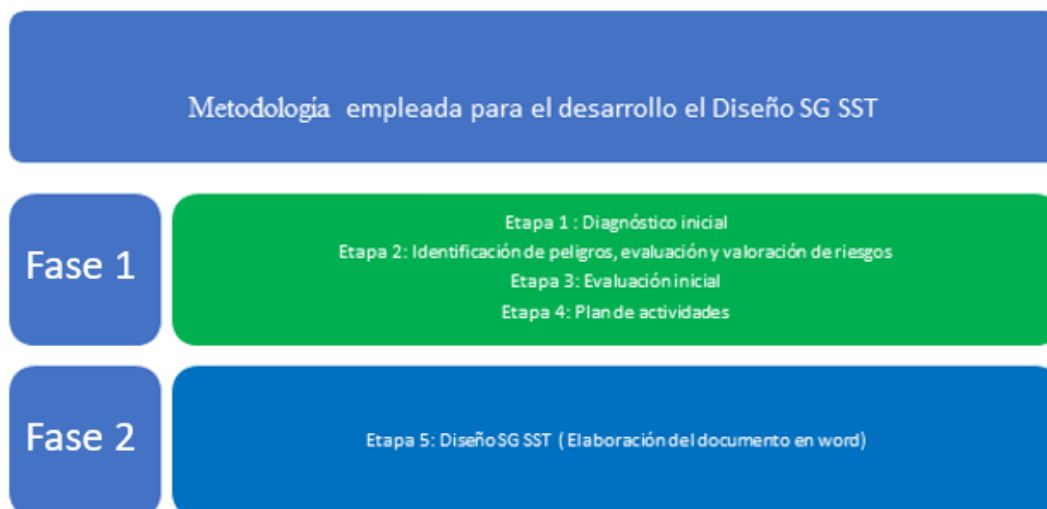 Metodología empleada para el desarrollo el Diseño SG SST
Fase 1
Etapa 1 : Diagnóstico inicial
Etapa 2: Identificación de peligros, evaluación y valoración de riesgos
Etapa 3: Evaluación inicial
Etapa 4: Plan de actividades
Fase 2
Etapa 5: Diseño SG SST ( Elaboración del documento en word)